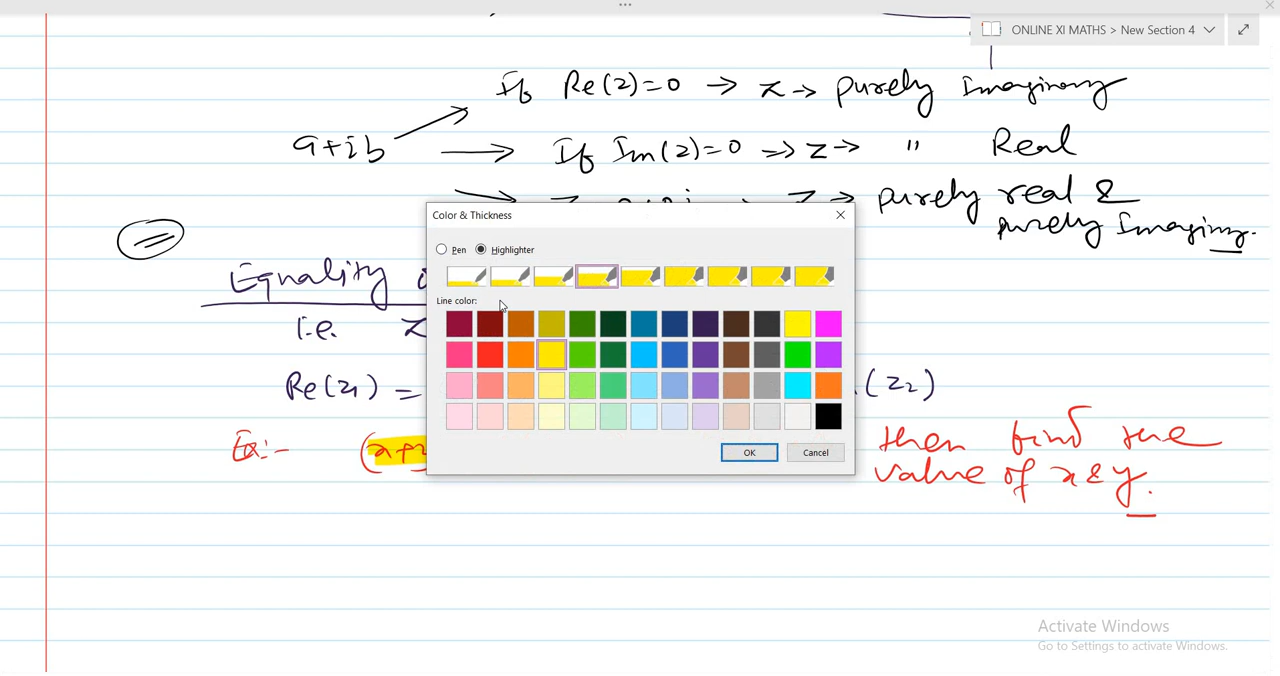 ONLINE XI MATHS > New Section 4
If Re(z)=0 → z → purely Imaginary
a+ib → If Im(z)=0 ⇒ z → " Real
z → purely real &
purely Imaginary.
Color & Thickness
Pen Highlighter
Line color:
Equality
i.e. z
Re(z₁) = (z₂)
Ex:- (x+ then find the
value of x & y.
OK Cancel
Activate Windows
Go to Settings to activate Windows.